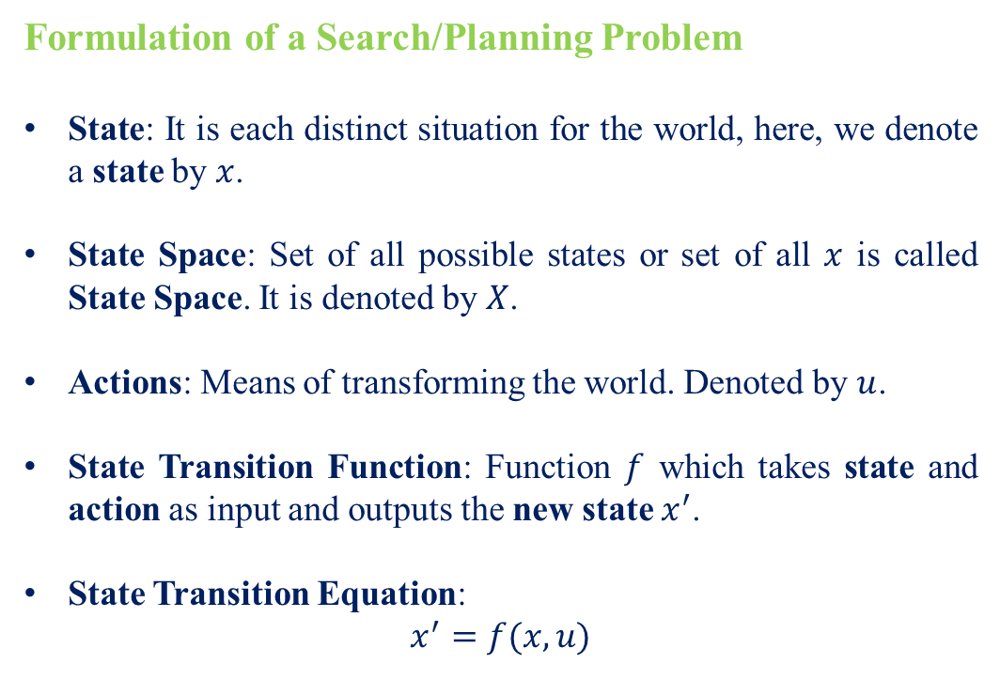 Formulation of a Search/Planning Problem
• State: It is each distinct situation for the world, here, we denote
a state by x.
• State Space: Set of all possible states or set of all x is called
State Space. It is denoted by X.
• Actions: Means of transforming the world. Denoted by u.
• State Transition Function: Function f which takes state and
action as input and outputs the new state x′.
• State Transition Equation:
x′ = f(x, u)